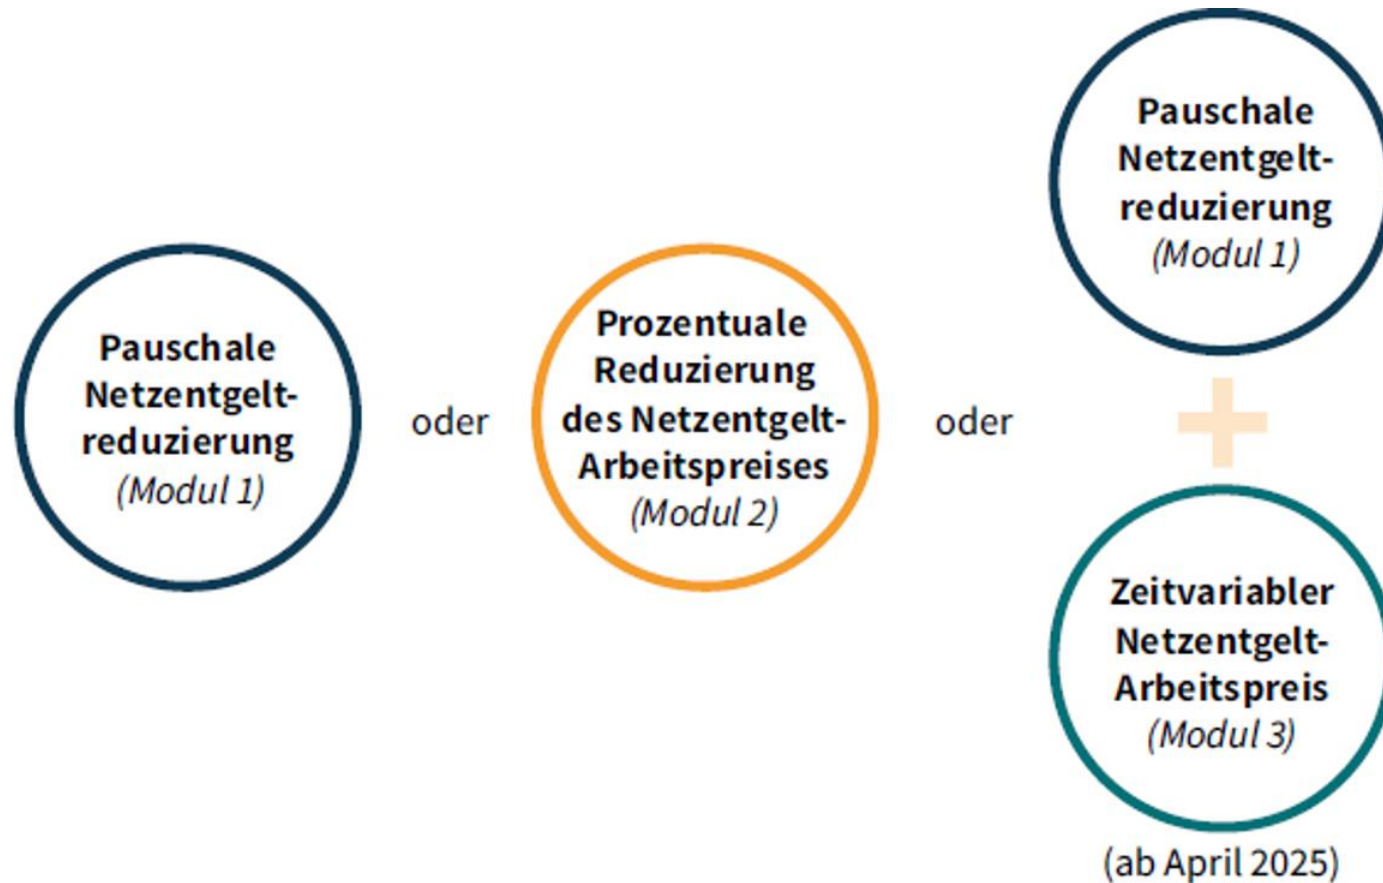 Pauschale
Netzentgelt-
reduzierung
(Modul 1)
oder
Prozentuale
Reduzierung
des Netzentgelt-
Arbeitspreises
(Modul 2)
oder
Pauschale
Netzentgelt-
reduzierung
(Modul 1)
+
Zeitvariabler
Netzentgelt-
Arbeitspreis
(Modul 3)
(ab April 2025)